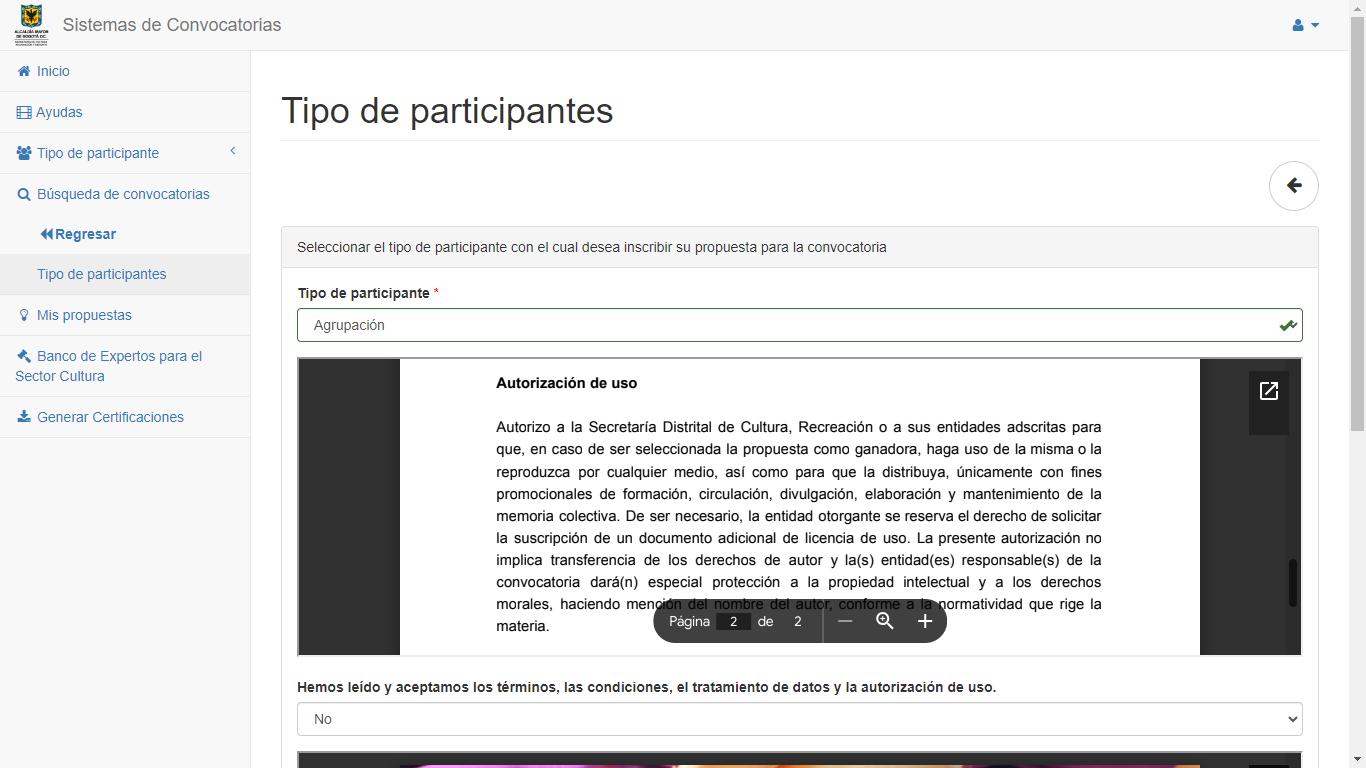 ALCALDÍA MAYOR
DE BOGOTÁ D.C.
Sistemas de Convocatorias
Inicio
Ayudas
Tipo de participante
Búsqueda de convocatorias
Regresar
Tipo de participantes
Mis propuestas
Banco de Expertos para el
Sector Cultura
Generar Certificaciones
Tipo de participantes
Seleccionar el tipo de participante con el cual desea inscribir su propuesta para la convocatoria
Tipo de participante *
Agrupación
Autorización de uso
Autorizo a la Secretaría Distrital de Cultura, Recreación o a sus entidades adscritas para
que, en caso de ser seleccionada la propuesta como ganadora, haga uso de la misma o la
reproduzca por cualquier medio, así como para que la distribuya, únicamente con fines
promocionales de formación, circulación, divulgación, elaboración y mantenimiento de la
memoria colectiva. De ser necesario, la entidad otorgante se reserva el derecho de solicitar
la suscripción de un documento adicional de licencia de uso. La presente autorización no
implica transferencia de los derechos de autor y la(s) entidad(es) responsable(s) de la
convocatoria dará(n) especial protección a la propiedad intelectual y a los derechos
morales, haciendo mención del nombre del autor, conforme a la normatividad que rige la
materia.
Página 2 de 2
Hemos leído y aceptamos los términos, las condiciones, el tratamiento de datos y la autorización de uso.
No